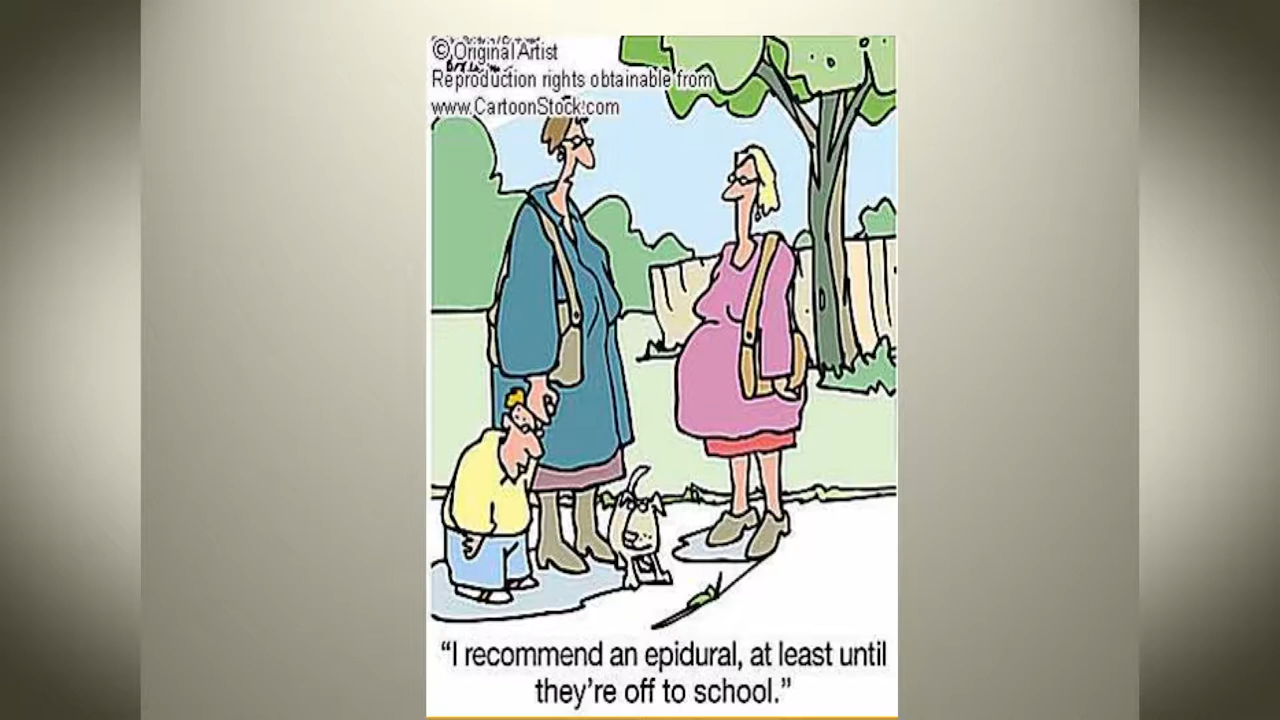 © Original Artist
Reproduction rights obtainable from
www.CartoonStock.com
“I recommend an epidural, at least until
they’re off to school.”